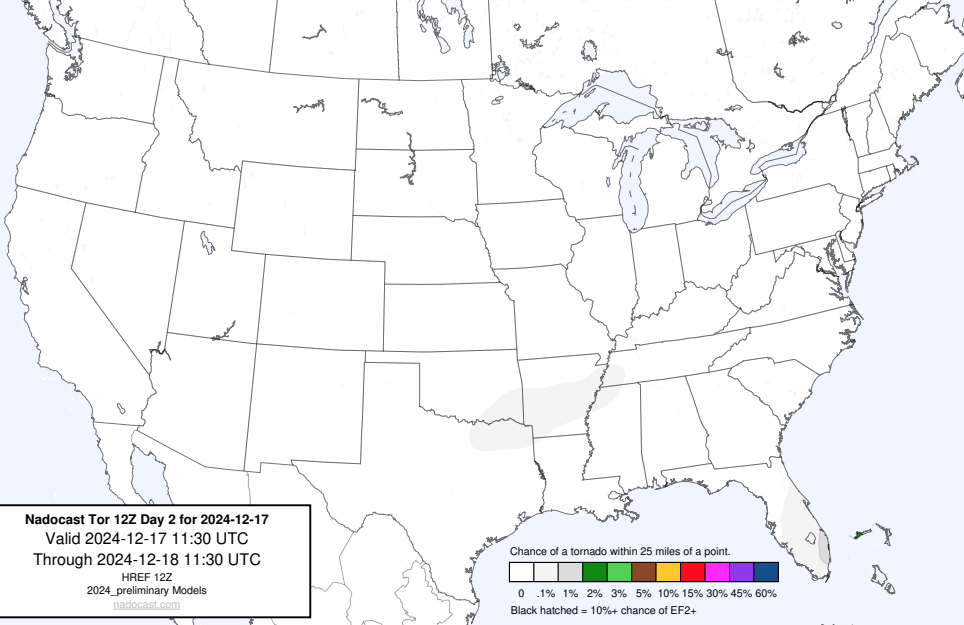 Nadocast Tor 12Z Day 2 for 2024-12-17
Valid 2024-12-17 11:30 UTC
Through 2024-12-18 11:30 UTC
HREF 12Z
2024_preliminary Models
nadocast.com
Chance of a tornado within 25 miles of a point.
0 .1% 1% 2% 3% 5% 10% 15% 30% 45% 60%
Black hatched = 10%+ chance of EF2+